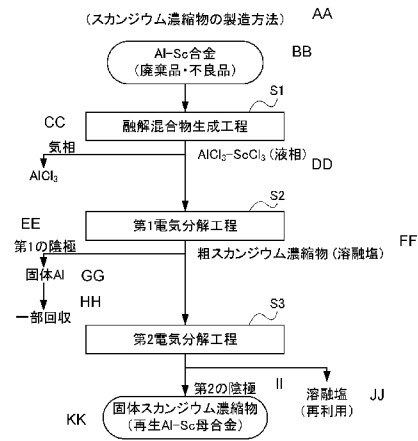 (スカンジウム濃縮物の製造方法) AA
Al-Sc合金
(廃棄品・不良品)
BB
S1
CC
融解混合物生成工程
気相
AlCl₃
AlCl₃-ScCl₃ (液相)
DD
S2
EE
第1電気分解工程
FF
第1の陰極
粗スカンジウム濃縮物 (溶融塩)
固体Al
GG
HH
一部回収
S3
第2電気分解工程
第2の陰極
II
溶融塩
(再利用)
JJ
KK
固体スカンジウム濃縮物
(再生Al-Sc母合金)